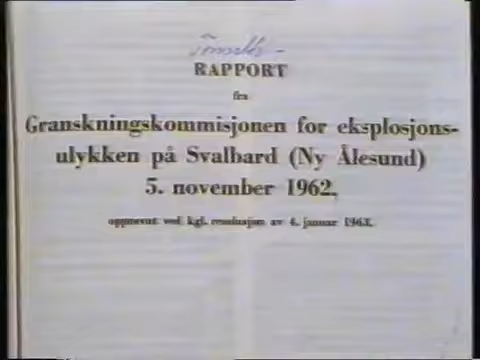 RAPPORT
fra
Granskningskommisjonen for eksplosjons-
ulykken på Svalbard (Ny Ålesund)
5. november 1962,
oppnevnt ved kgl. resolusjon av 4. januar 1963.